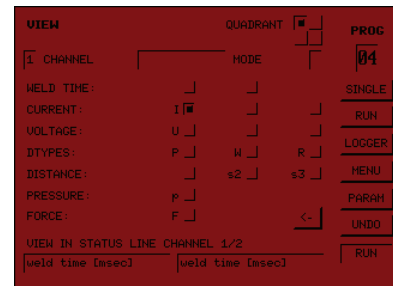 VIEW QUADRANT PROG
1 CHANNEL MODE 04
WELD TIME: SINGLE
CURRENT: I RUN
VOLTAGE: U LOGGER
DTYPES: P W R
DISTANCE: s2 s3 MENU
PRESSURE: p PARAM
FORCE: F <- UNDO
VIEW IN STATUS LINE CHANNEL 1/2
weld time [msec] weld time [msec] RUN